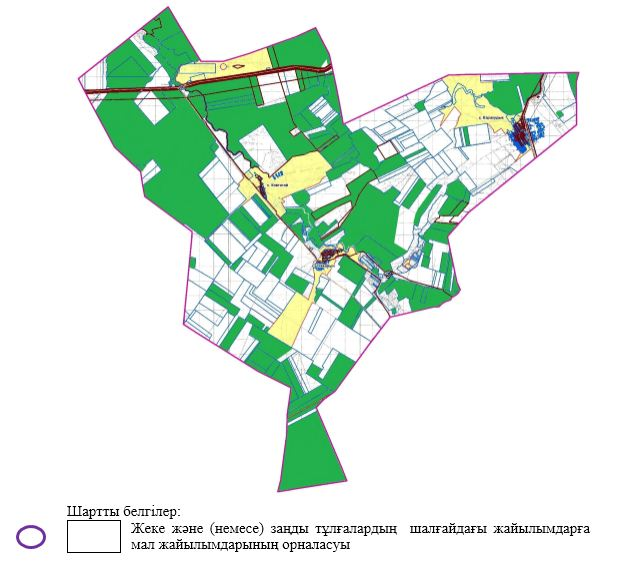 Шартты белгілер:
Жеке және (немесе) заңды тұлғалардың шалғайдағы жайылымдарға
мал жайылымдарының орналасуы